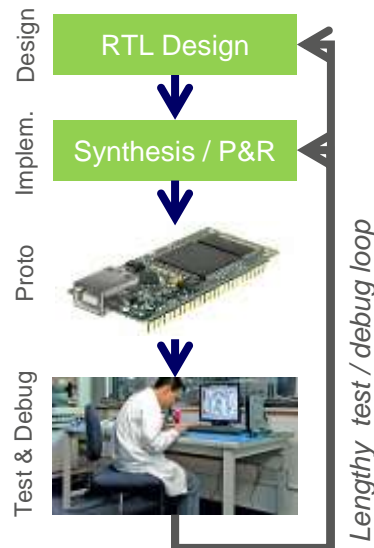 Design
RTL Design
Implem.
Synthesis / P&R
Proto
Test & Debug
Lengthy test / debug loop